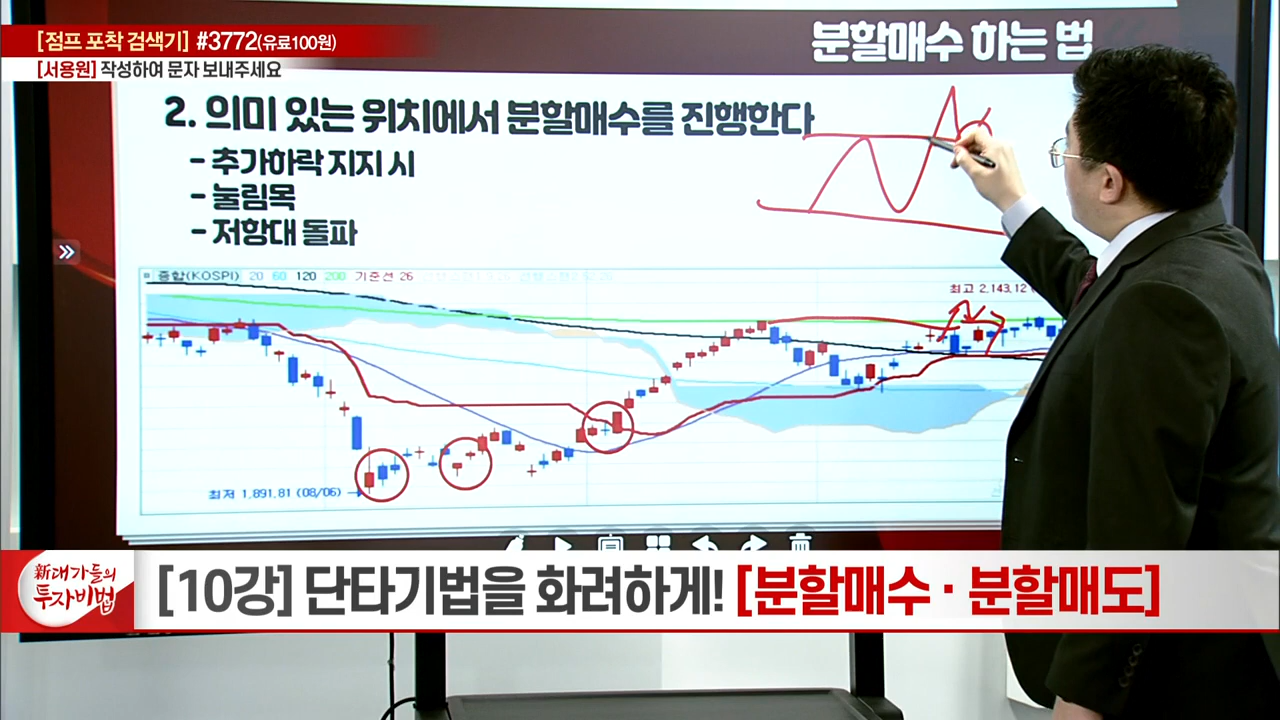 [점프 포착 검색기] #3772(유료100원)
[서용원] 작성하여 문자 보내주세요
분할매수 하는 법
2. 의미 있는 위치에서 분할매수를 진행한다
- 추가하락 지지 시
- 눌림목
- 저항대 돌파
종합(KOSPI) 20 60 120 200 기준선 26
최고 2,143.12
최저 1,891.81 (08/06)
新대가들의
투자비법
[10강] 단타기법을 화려하게! [분할매수 · 분할매도]